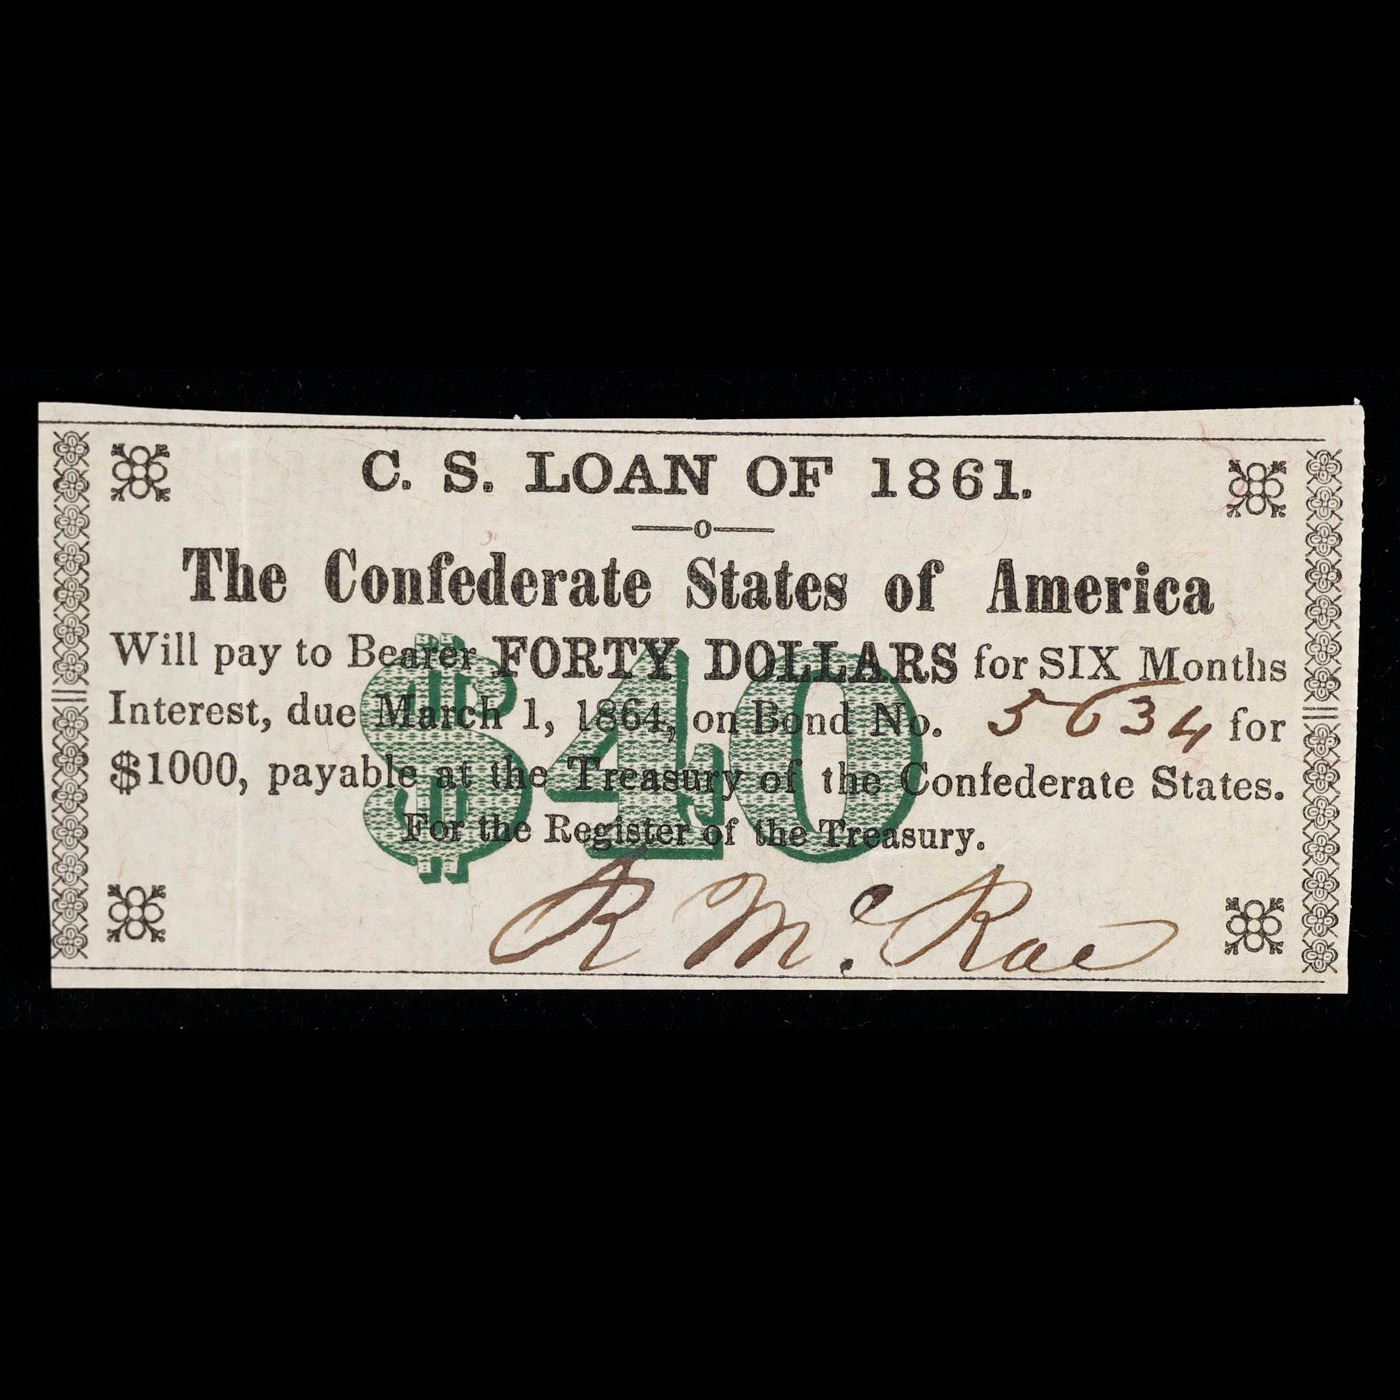 C. S. LOAN OF 1861.
—o—
The Confederate States of America
Will pay to Bearer FORTY DOLLARS for SIX Months
Interest, due March 1, 1864, on Bond No. 5634 for
$1000, payable at the Treasury of the Confederate States.
For the Register of the Treasury.
$40
R Mc. Rae